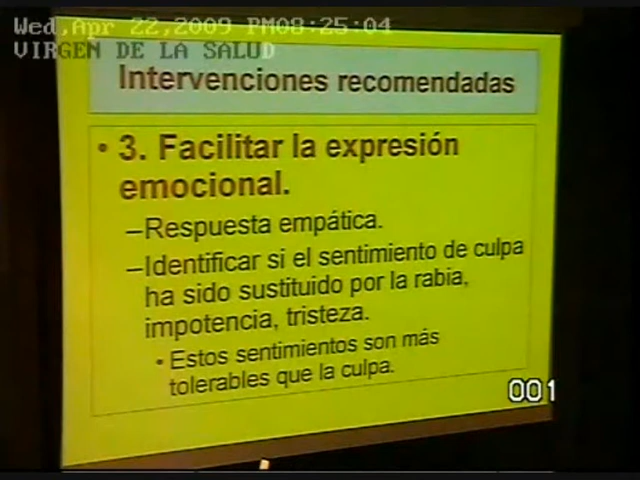 Wed,Apr 22,2009 PM08:25:04
VIRGEN DE LA SALUD
Intervenciones recomendadas
• 3. Facilitar la expresión
emocional.
–Respuesta empática.
–Identificar si el sentimiento de culpa
ha sido sustituido por la rabia,
impotencia, tristeza.
• Estos sentimientos son más
tolerables que la culpa.
001